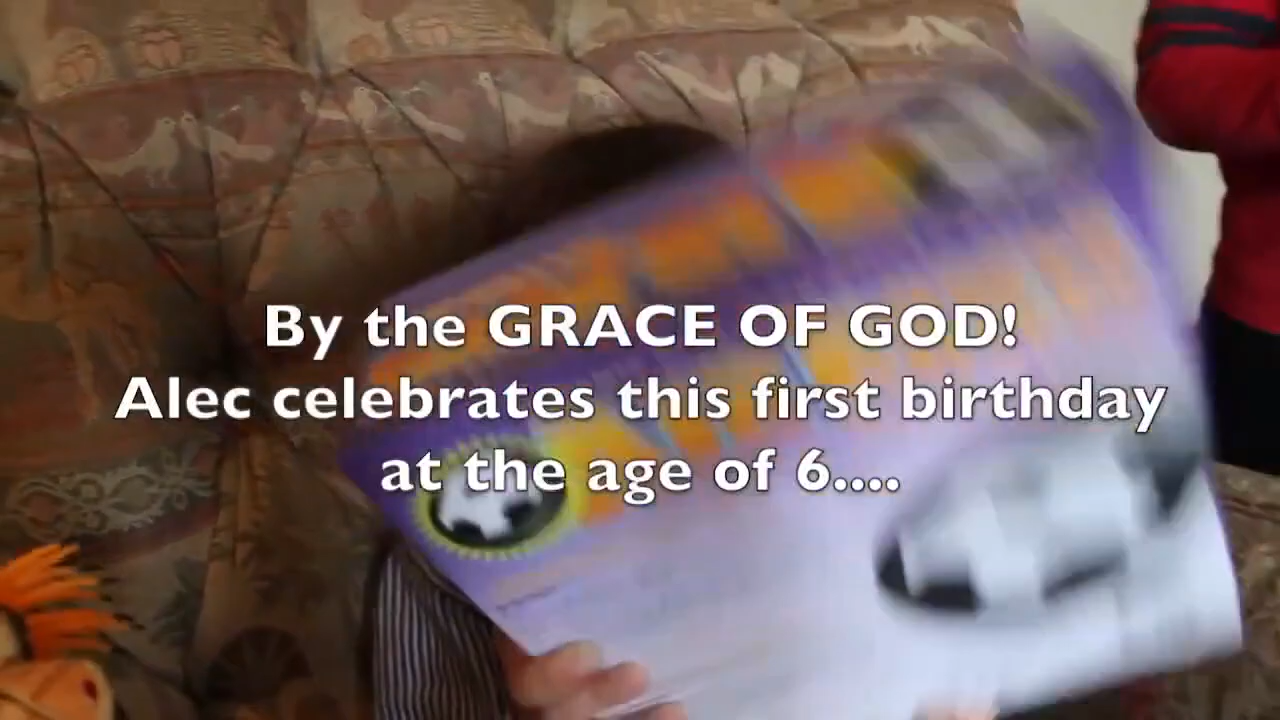 By the GRACE OF GOD!
Alec celebrates this first birthday
at the age of 6....